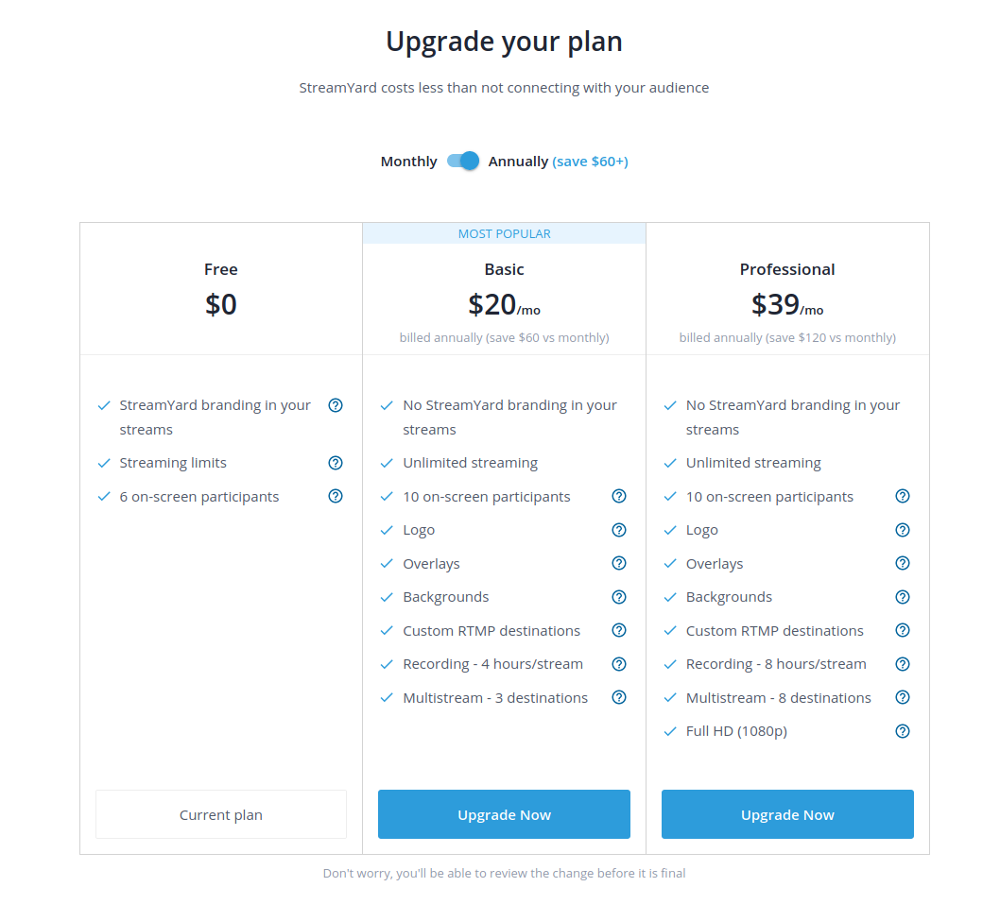 Upgrade your plan
StreamYard costs less than not connecting with your audience
Monthly Annually (save $60+)
Free
$0
StreamYard branding in your
streams
Streaming limits
6 on-screen participants
Current plan
MOST POPULAR
Basic
$20/mo
billed annually (save $60 vs monthly)
No StreamYard branding in your
streams
Unlimited streaming
10 on-screen participants
Logo
Overlays
Backgrounds
Custom RTMP destinations
Recording - 4 hours/stream
Multistream - 3 destinations
Upgrade Now
Professional
$39/mo
billed annually (save $120 vs monthly)
No StreamYard branding in your
streams
Unlimited streaming
10 on-screen participants
Logo
Overlays
Backgrounds
Custom RTMP destinations
Recording - 8 hours/stream
Multistream - 8 destinations
Full HD (1080p)
Upgrade Now
Don't worry, you'll be able to review the change before it is final